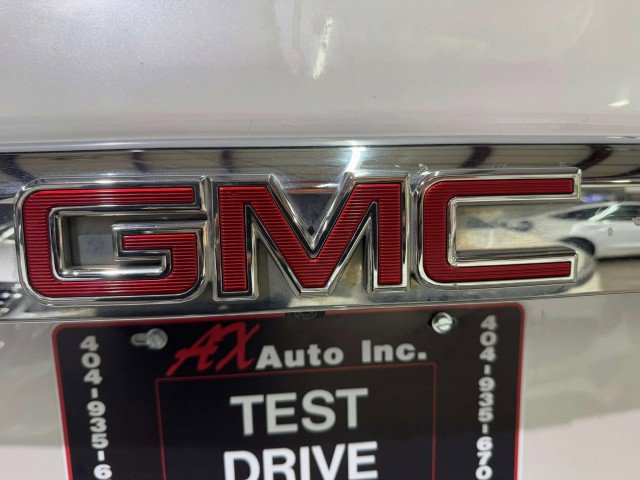 GMC
AX Auto Inc.
TEST
DRIVE
404-935-6
404-935-670